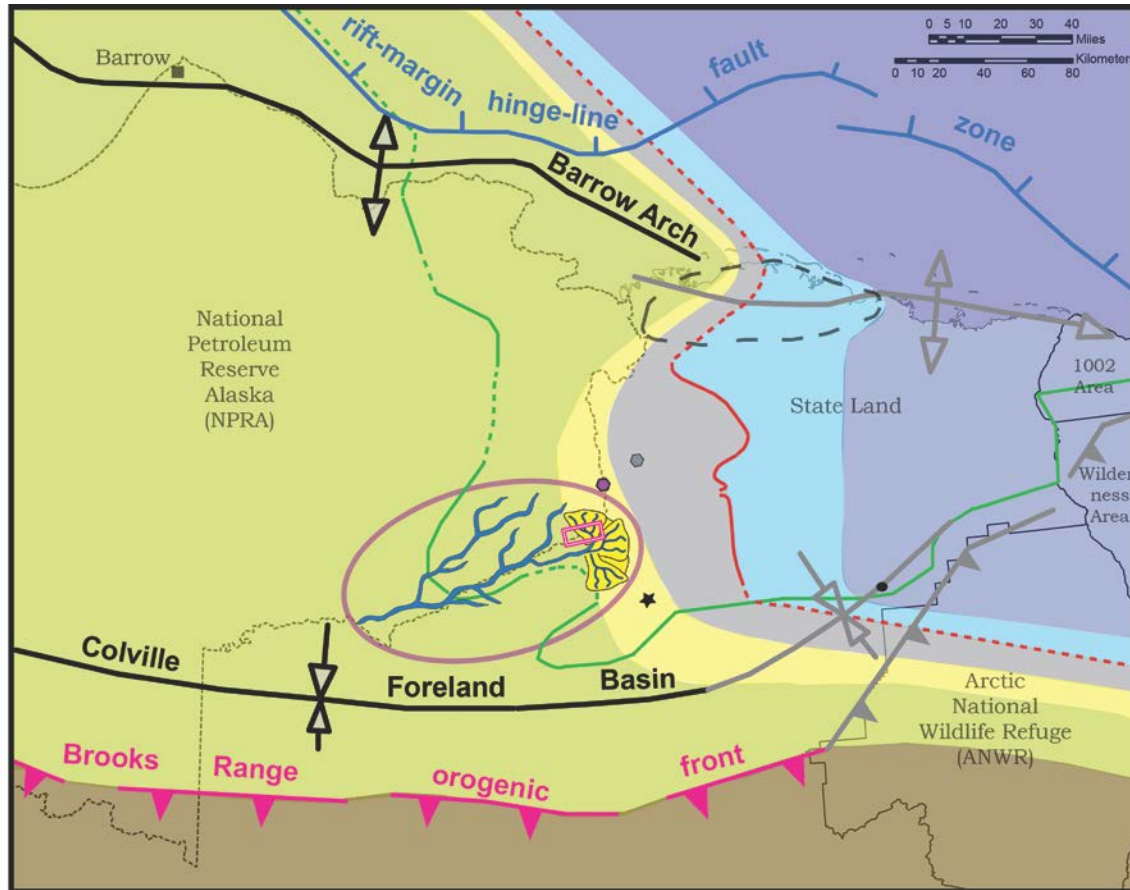 0 5 10 20 30 40
Miles
Kilometer
0 10 20 40 60 80
Barrow
rift-margin
hinge-line
fault
zone
Barrow Arch
National
Petroleum
Reserve
Alaska
(NPRA)
State Land
1002
Area
Wilder
ness
Area
Colville
Foreland
Basin
Arctic
National
Wildlife Refuge
(ANWR)
Brooks
Range
orogenic
front